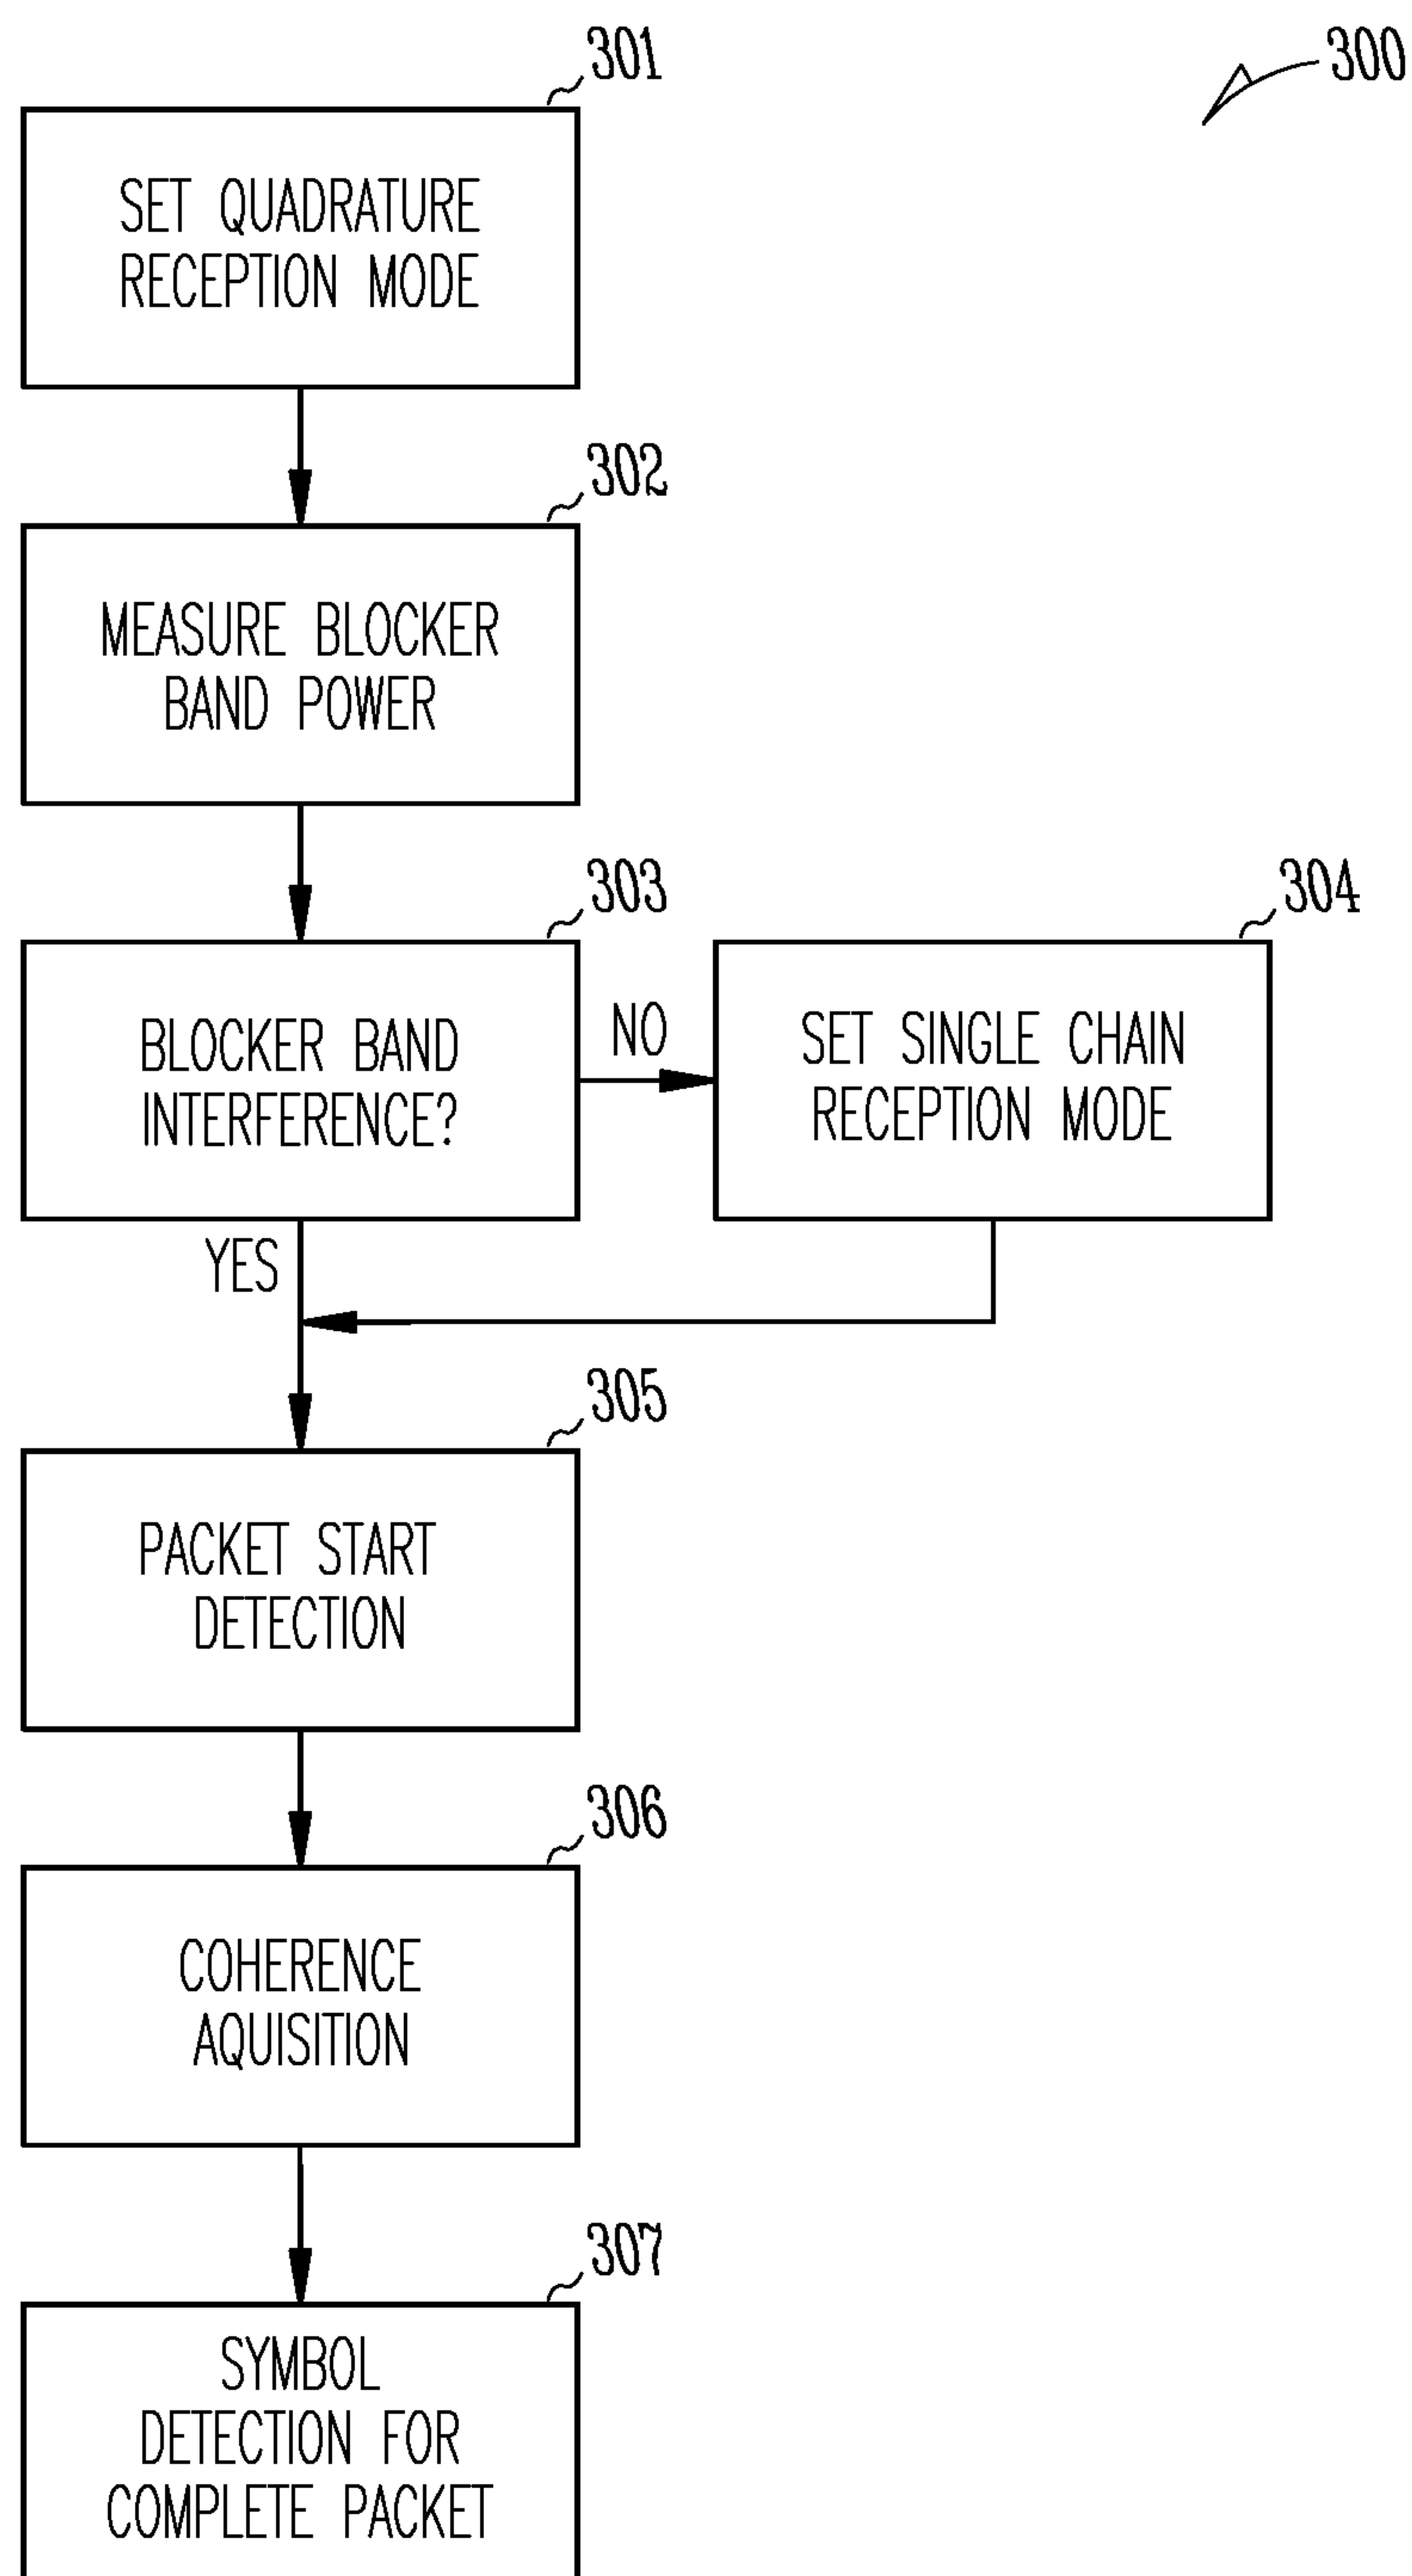 300
301
SET QUADRATURE
RECEPTION MODE
302
MEASURE BLOCKER
BAND POWER
303
BLOCKER BAND
INTERFERENCE?
NO
304
SET SINGLE CHAIN
RECEPTION MODE
YES
305
PACKET START
DETECTION
306
COHERENCE
AQUISITION
307
SYMBOL
DETECTION FOR
COMPLETE PACKET